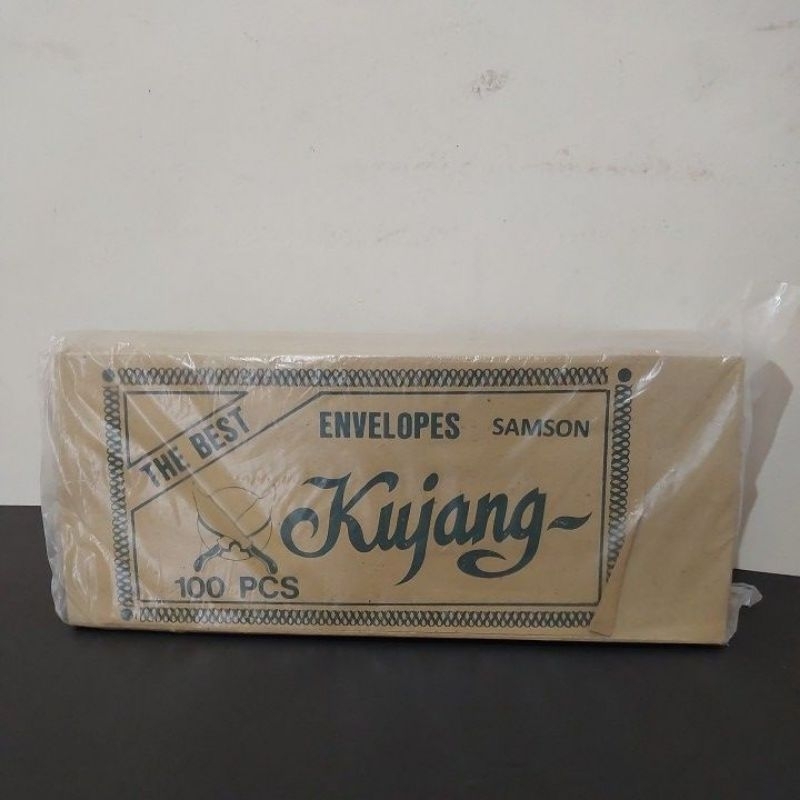 THE BEST
ENVELOPES SAMSON
Kujang
100 PCS